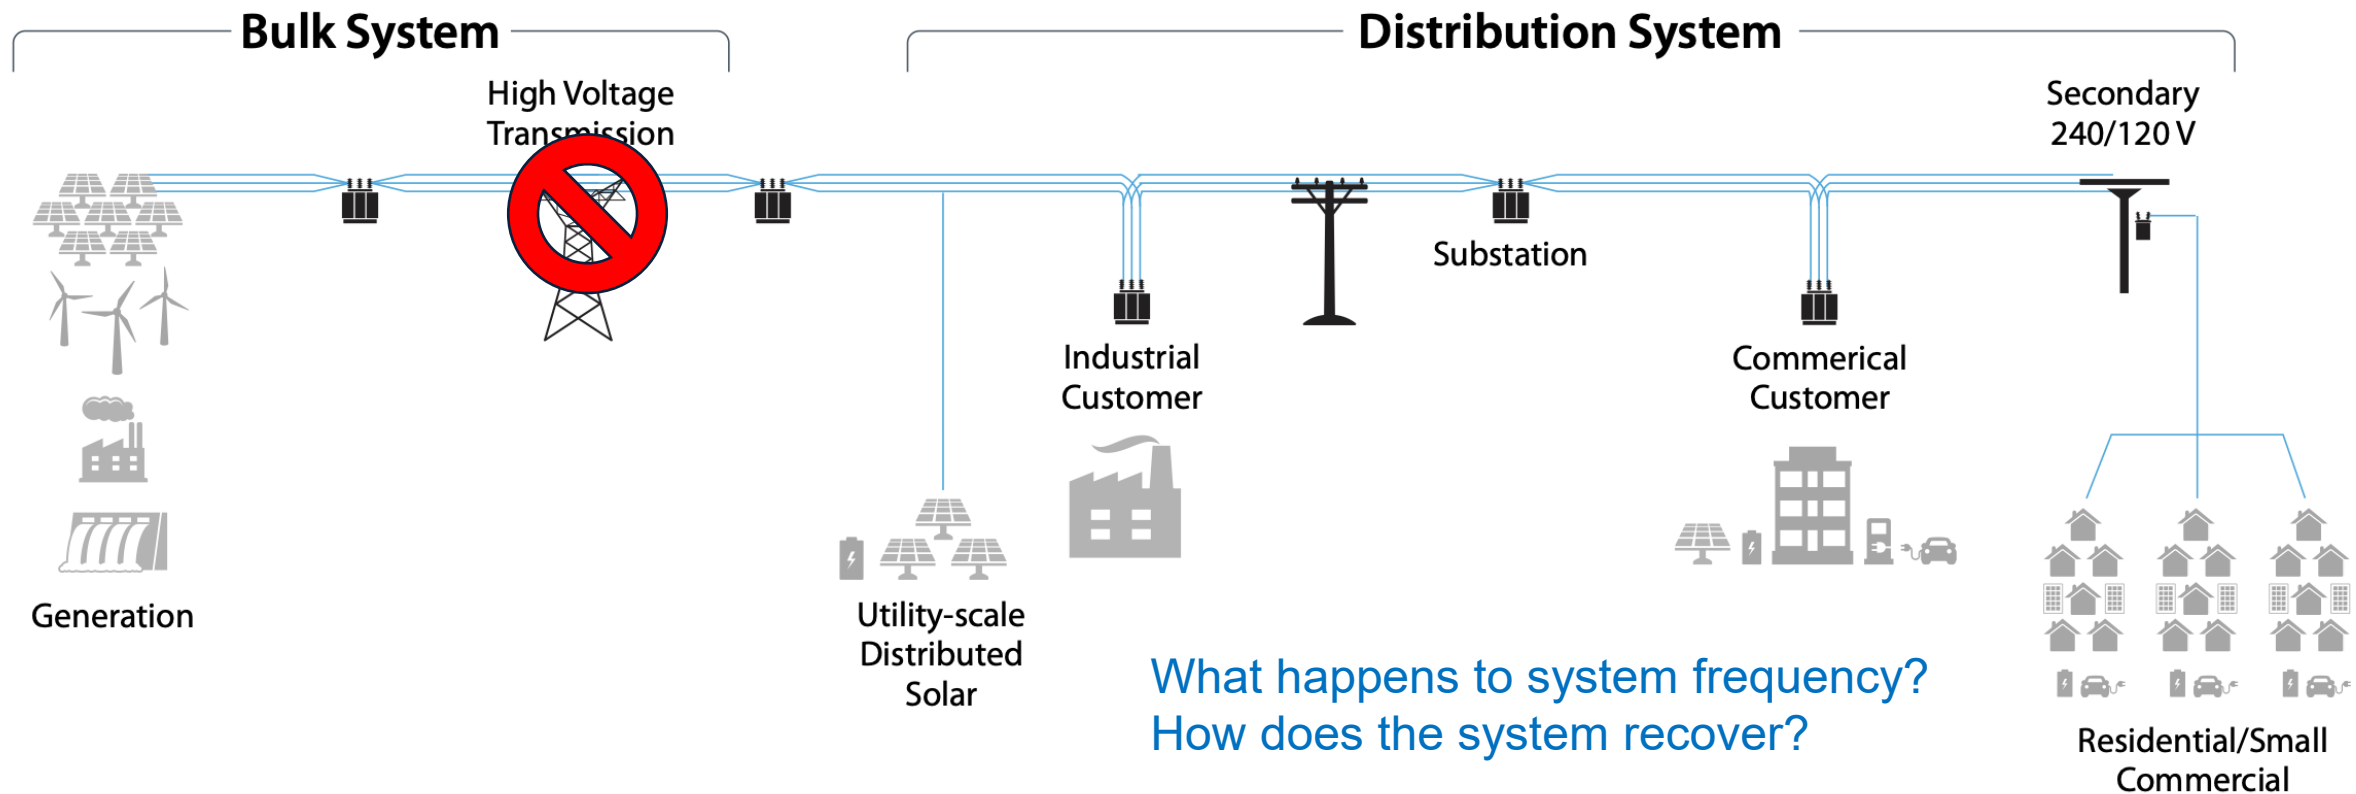 Bulk System
Distribution System
High Voltage
Transmission
Secondary
240/120 V
Substation
Industrial
Customer
Commerical
Customer
Generation
Utility-scale
Distributed
Solar
What happens to system frequency?
How does the system recover?
Residential/Small
Commercial